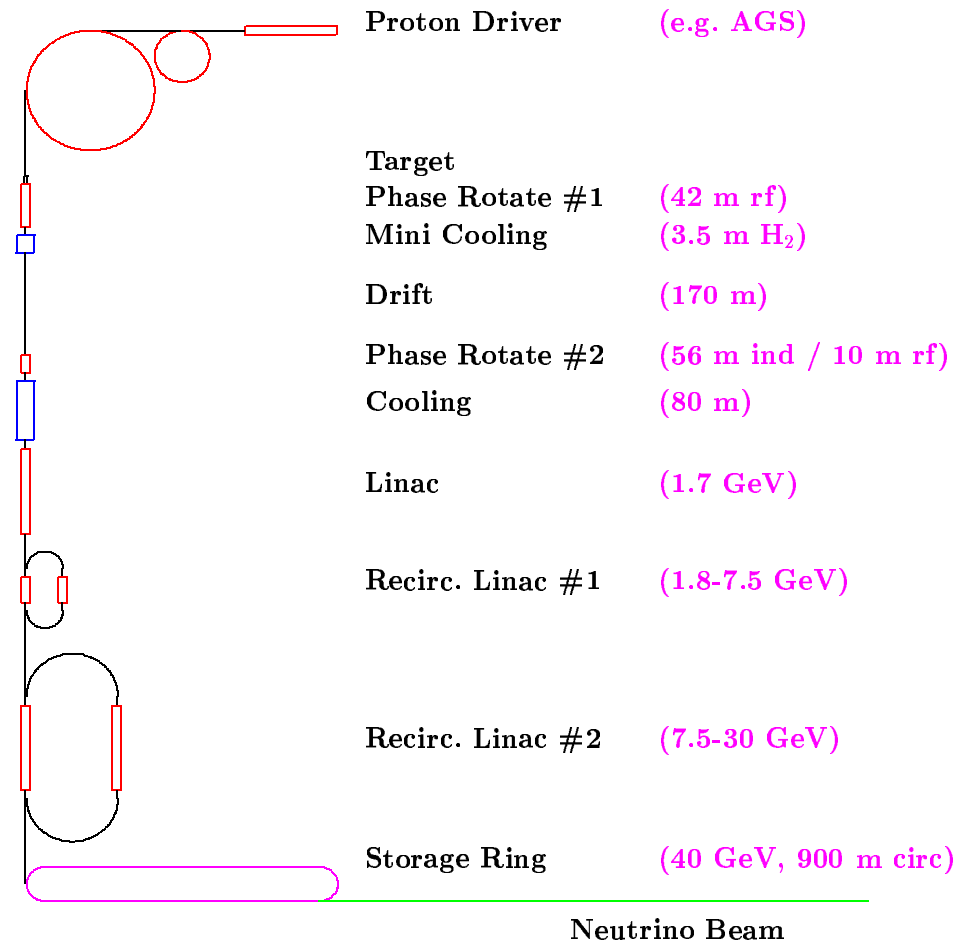 Proton Driver (e.g. AGS)
Target
Phase Rotate #1 (42 m rf)
Mini Cooling (3.5 m H₂)
Drift (170 m)
Phase Rotate #2 (56 m ind / 10 m rf)
Cooling (80 m)
Linac (1.7 GeV)
Recirc. Linac #1 (1.8-7.5 GeV)
Recirc. Linac #2 (7.5-30 GeV)
Storage Ring (40 GeV, 900 m circ)
Neutrino Beam